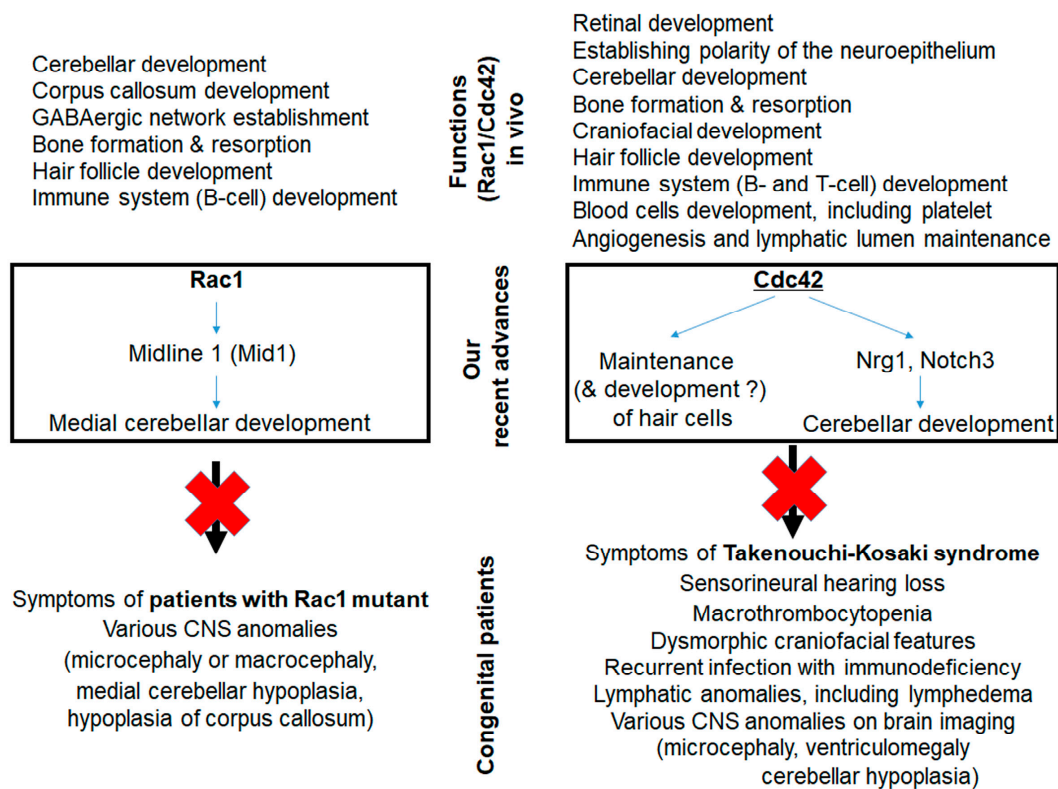 Cerebellar development
Corpus callosum development
GABAergic network establishment
Bone formation & resorption
Hair follicle development
Immune system (B-cell) development
Functions
(Rac1/Cdc42)
in vivo
Retinal development
Establishing polarity of the neuroepithelium
Cerebellar development
Bone formation & resorption
Craniofacial development
Hair follicle development
Immune system (B- and T-cell) development
Blood cells development, including platelet
Angiogenesis and lymphatic lumen maintenance
Rac1
Midline 1 (Mid1)
Medial cerebellar development
Our
recent advances
Cdc42
Maintenance
(& development ?)
of hair cells
Nrg1, Notch3
Cerebellar development
Symptoms of patients with Rac1 mutant
Various CNS anomalies
(microcephaly or macrocephaly,
medial cerebellar hypoplasia,
hypoplasia of corpus callosum)
Congenital patients
Symptoms of Takenouchi-Kosaki syndrome
Sensorineural hearing loss
Macrothrombocytopenia
Dysmorphic craniofacial features
Recurrent infection with immunodeficiency
Lymphatic anomalies, including lymphedema
Various CNS anomalies on brain imaging
(microcephaly, ventriculomegaly
cerebellar hypoplasia)